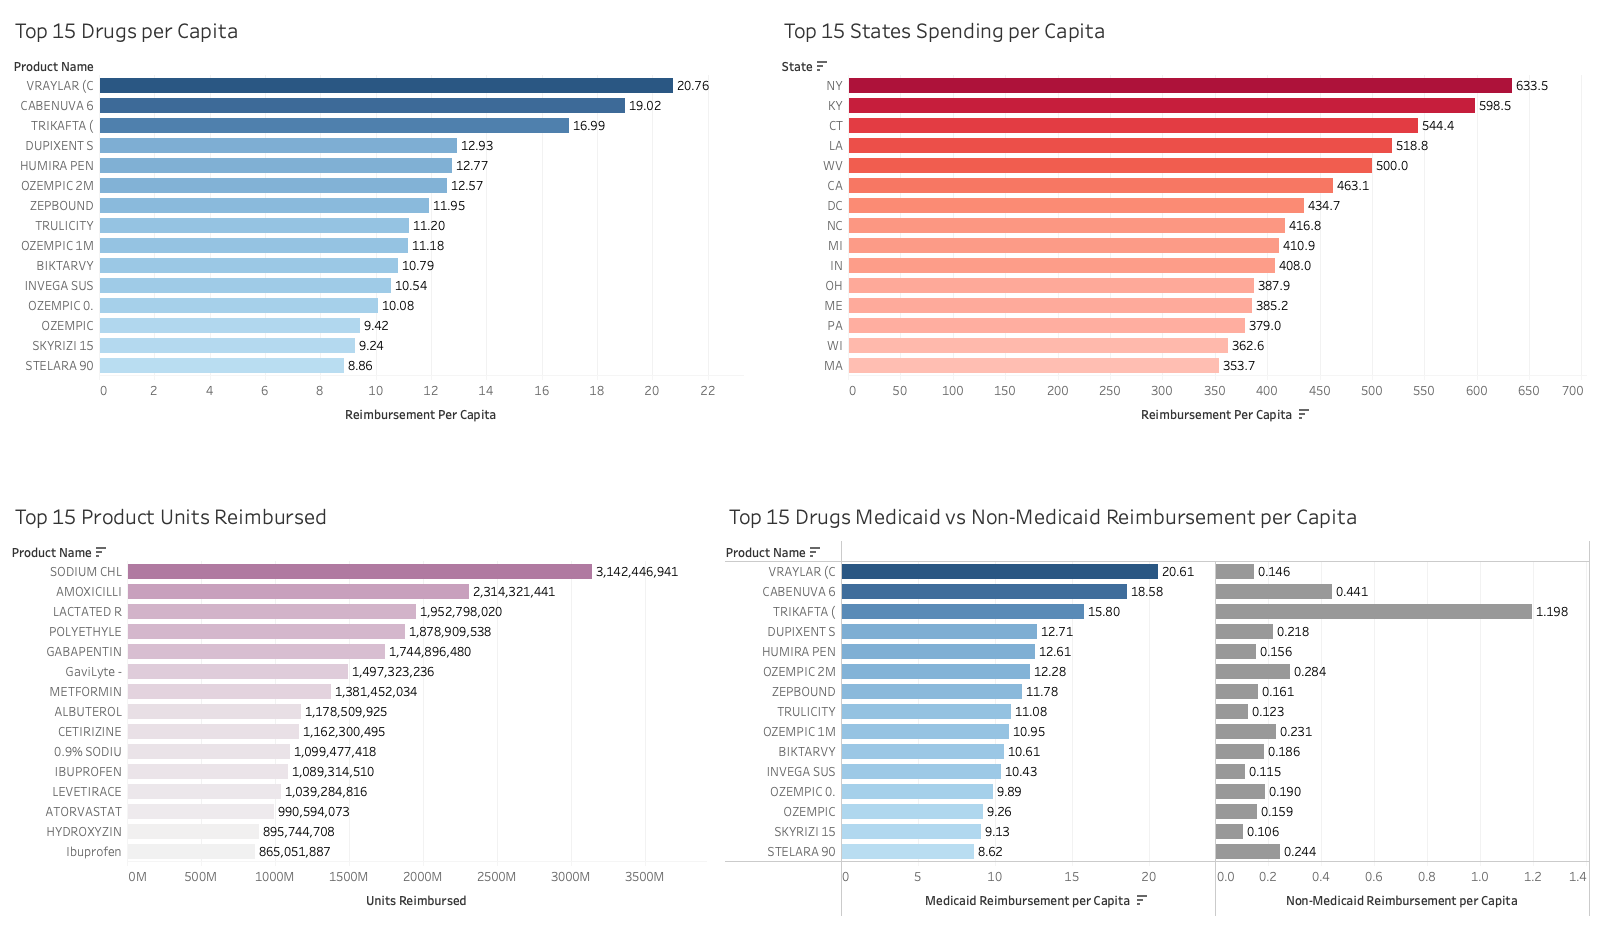 Top 15 Drugs per Capita
Product Name
VRAYLAR (C 20.76
CABENUVA 6 19.02
TRIKAFTA ( 16.99
DUPIXENT S 12.93
HUMIRA PEN 12.77
OZEMPIC 2M 12.57
ZEPBOUND 11.95
TRULICITY 11.20
OZEMPIC 1M 11.18
BIKTARVY 10.79
INVEGA SUS 10.54
OZEMPIC 0. 10.08
OZEMPIC 9.42
SKYRIZI 15 9.24
STELARA 90 8.86
0 2 4 6 8 10 12 14 16 18 20 22
Reimbursement Per Capita
Top 15 States Spending per Capita
State
NY 633.5
KY 598.5
CT 544.4
LA 518.8
WV 500.0
CA 463.1
DC 434.7
NC 416.8
MI 410.9
IN 408.0
OH 387.9
ME 385.2
PA 379.0
WI 362.6
MA 353.7
0 50 100 150 200 250 300 350 400 450 500 550 600 650 700
Reimbursement Per Capita
Top 15 Product Units Reimbursed
Product Name
SODIUM CHL 3,142,446,941
AMOXICILLI 2,314,321,441
LACTATED R 1,952,798,020
POLYETHYLE 1,878,909,538
GABAPENTIN 1,744,896,480
GaviLyte - 1,497,323,236
METFORMIN 1,381,452,034
ALBUTEROL 1,178,509,925
CETIRIZINE 1,162,300,495
0.9% SODIU 1,099,477,418
IBUPROFEN 1,089,314,510
LEVETIRACE 1,039,284,816
ATORVASTAT 990,594,073
HYDROXYZIN 895,744,708
Ibuprofen 865,051,887
0M 500M 1000M 1500M 2000M 2500M 3000M 3500M
Units Reimbursed
Top 15 Drugs Medicaid vs Non-Medicaid Reimbursement per Capita
Product Name
VRAYLAR (C 20.61 0.146
CABENUVA 6 18.58 0.441
TRIKAFTA ( 15.80 1.198
DUPIXENT S 12.71 0.218
HUMIRA PEN 12.61 0.156
OZEMPIC 2M 12.28 0.284
ZEPBOUND 11.78 0.161
TRULICITY 11.08 0.123
OZEMPIC 1M 10.95 0.231
BIKTARVY 10.61 0.186
INVEGA SUS 10.43 0.115
OZEMPIC 0. 9.89 0.190
OZEMPIC 9.26 0.159
SKYRIZI 15 9.13 0.106
STELARA 90 8.62 0.244
0 5 10 15 20 0.0 0.2 0.4 0.6 0.8 1.0 1.2 1.4
Medicaid Reimbursement per Capita Non-Medicaid Reimbursement per Capita